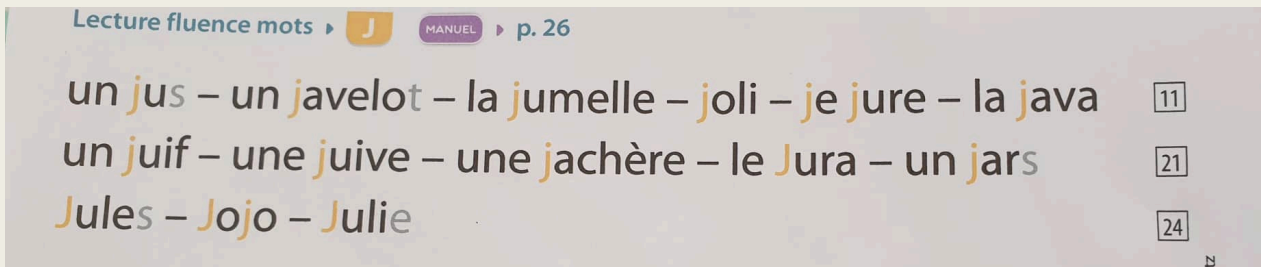 Lecture fluence mots ▸ J MANUEL ▸ p. 26
un jus – un javelot – la jumelle – joli – je jure – la java 11
un juif – une juive – une jachère – le Jura – un jars 21
Jules – Jojo – Julie 24